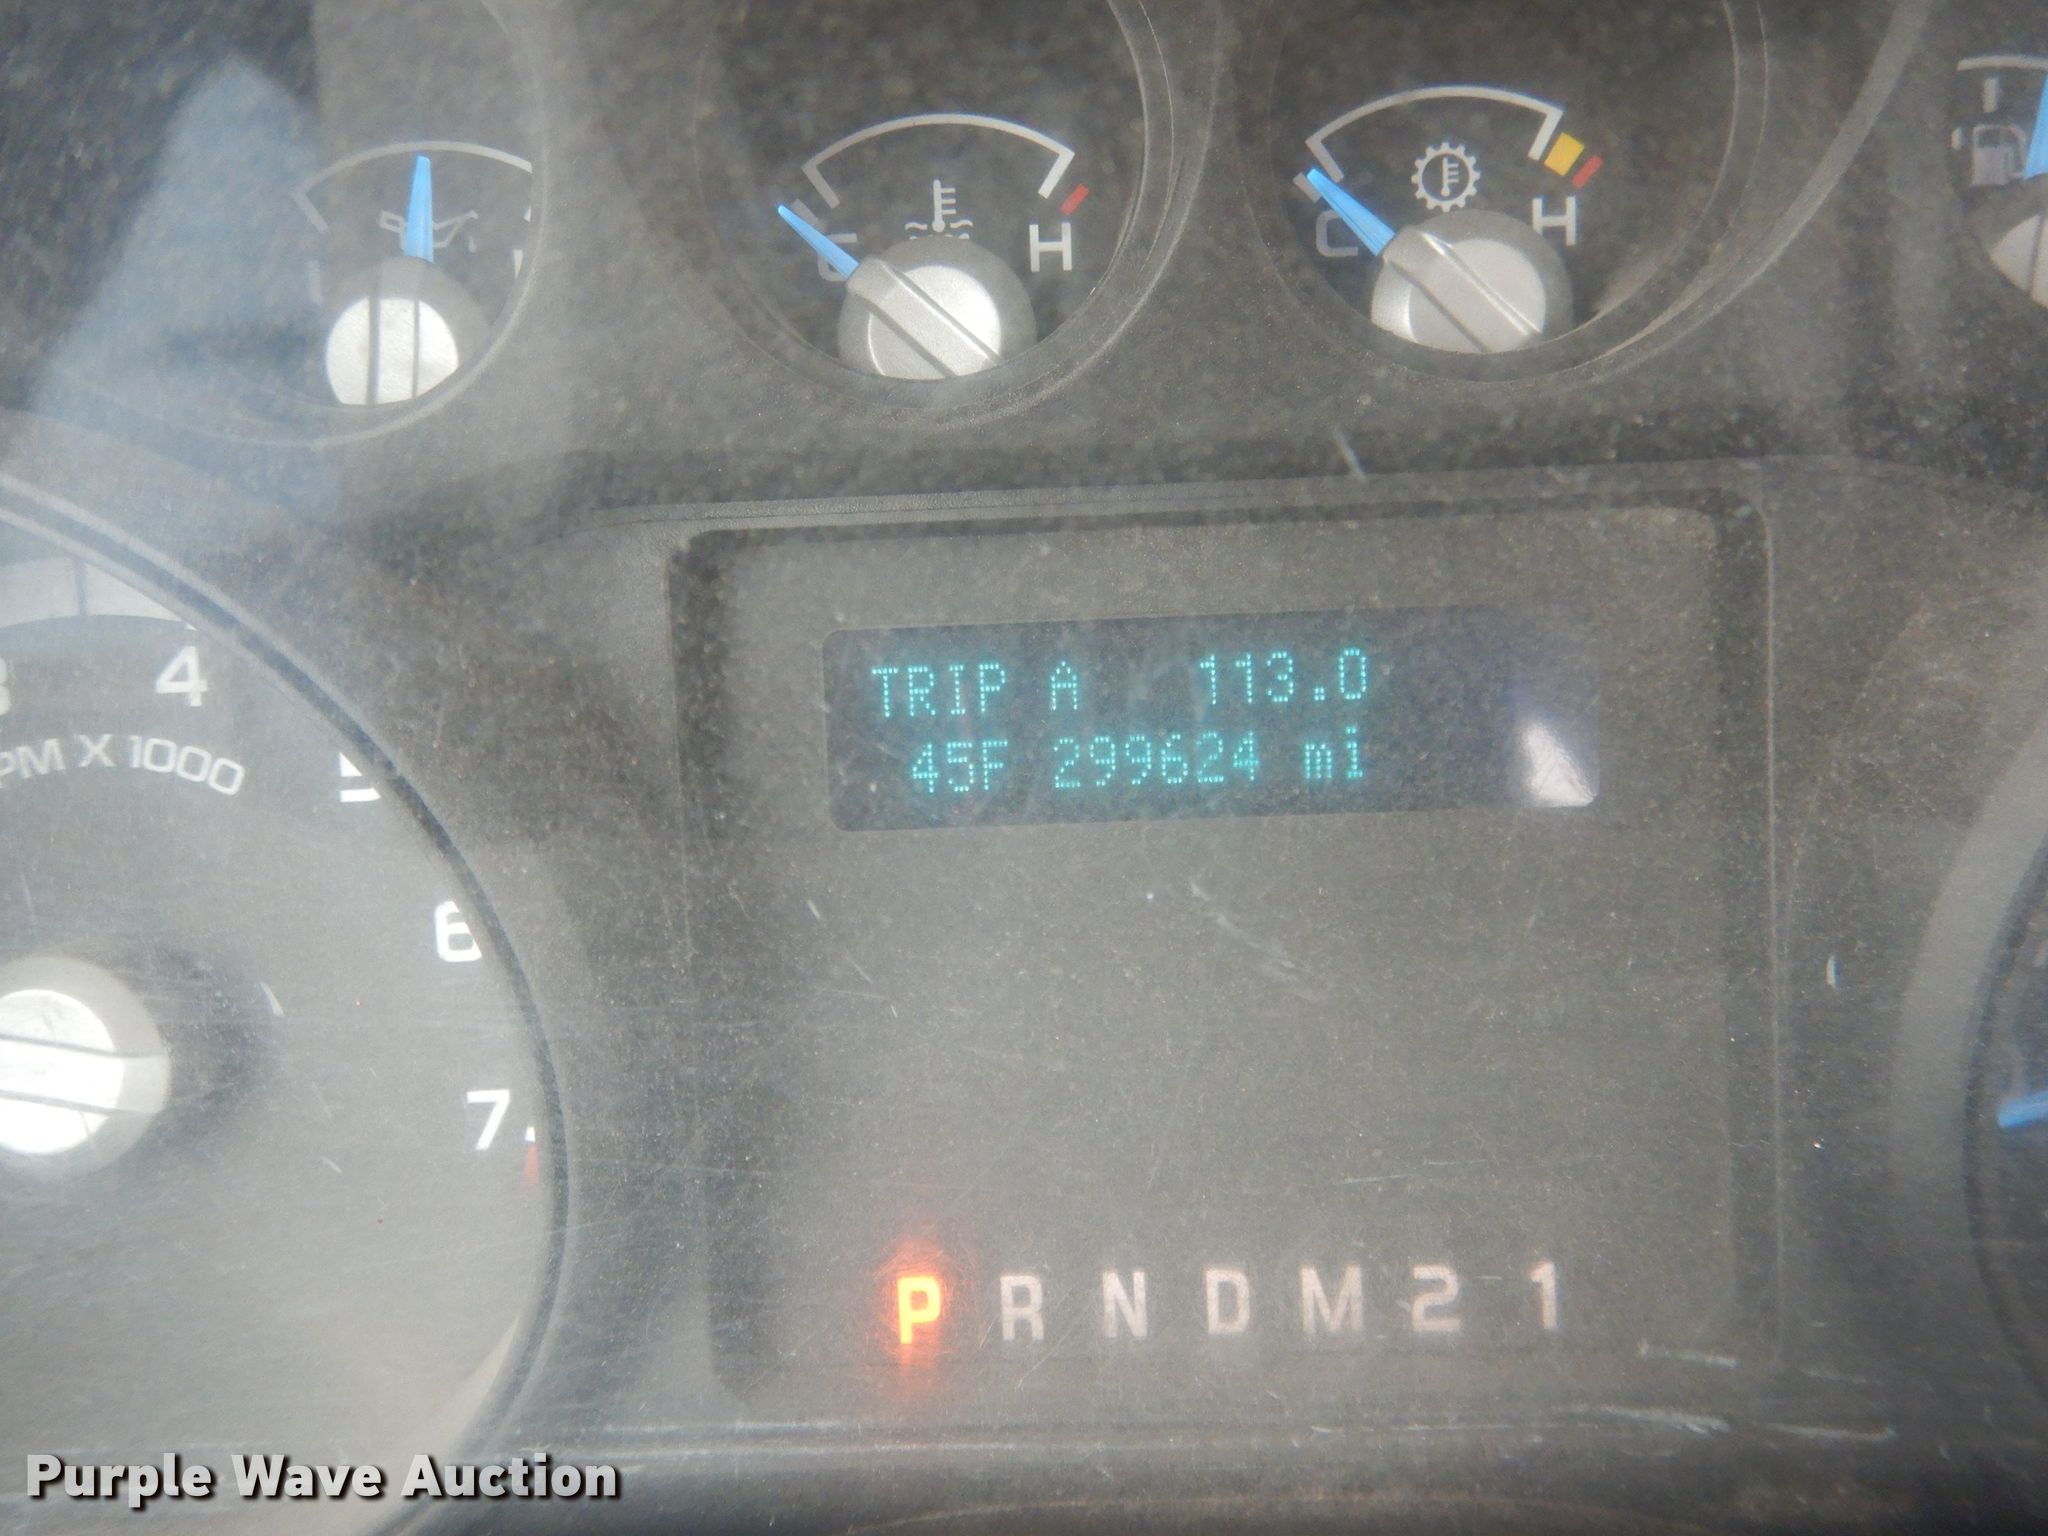 C
H
C
H
TRIP A 113.0
45F 299624 mi
4
PM X 1000
5
6
7
P R N D M 2 1
Purple Wave Auction